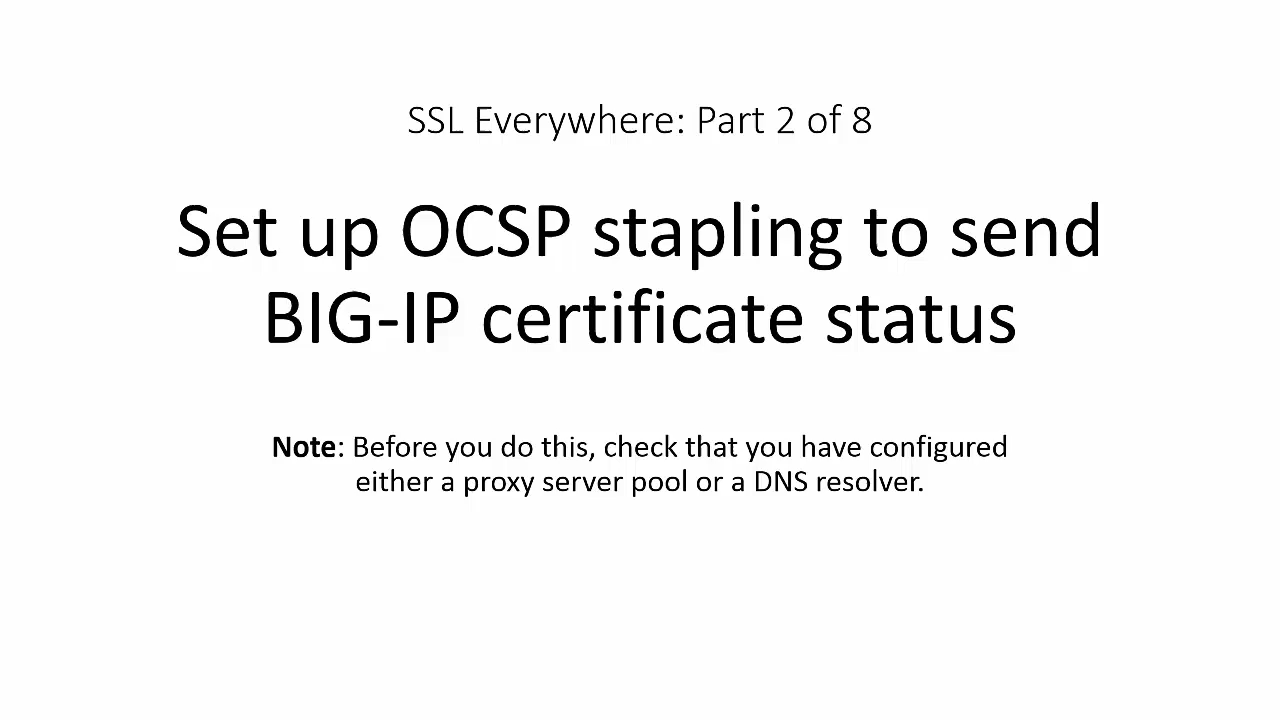 SSL Everywhere: Part 2 of 8
Set up OCSP stapling to send
BIG-IP certificate status
Note: Before you do this, check that you have configured
either a proxy server pool or a DNS resolver.